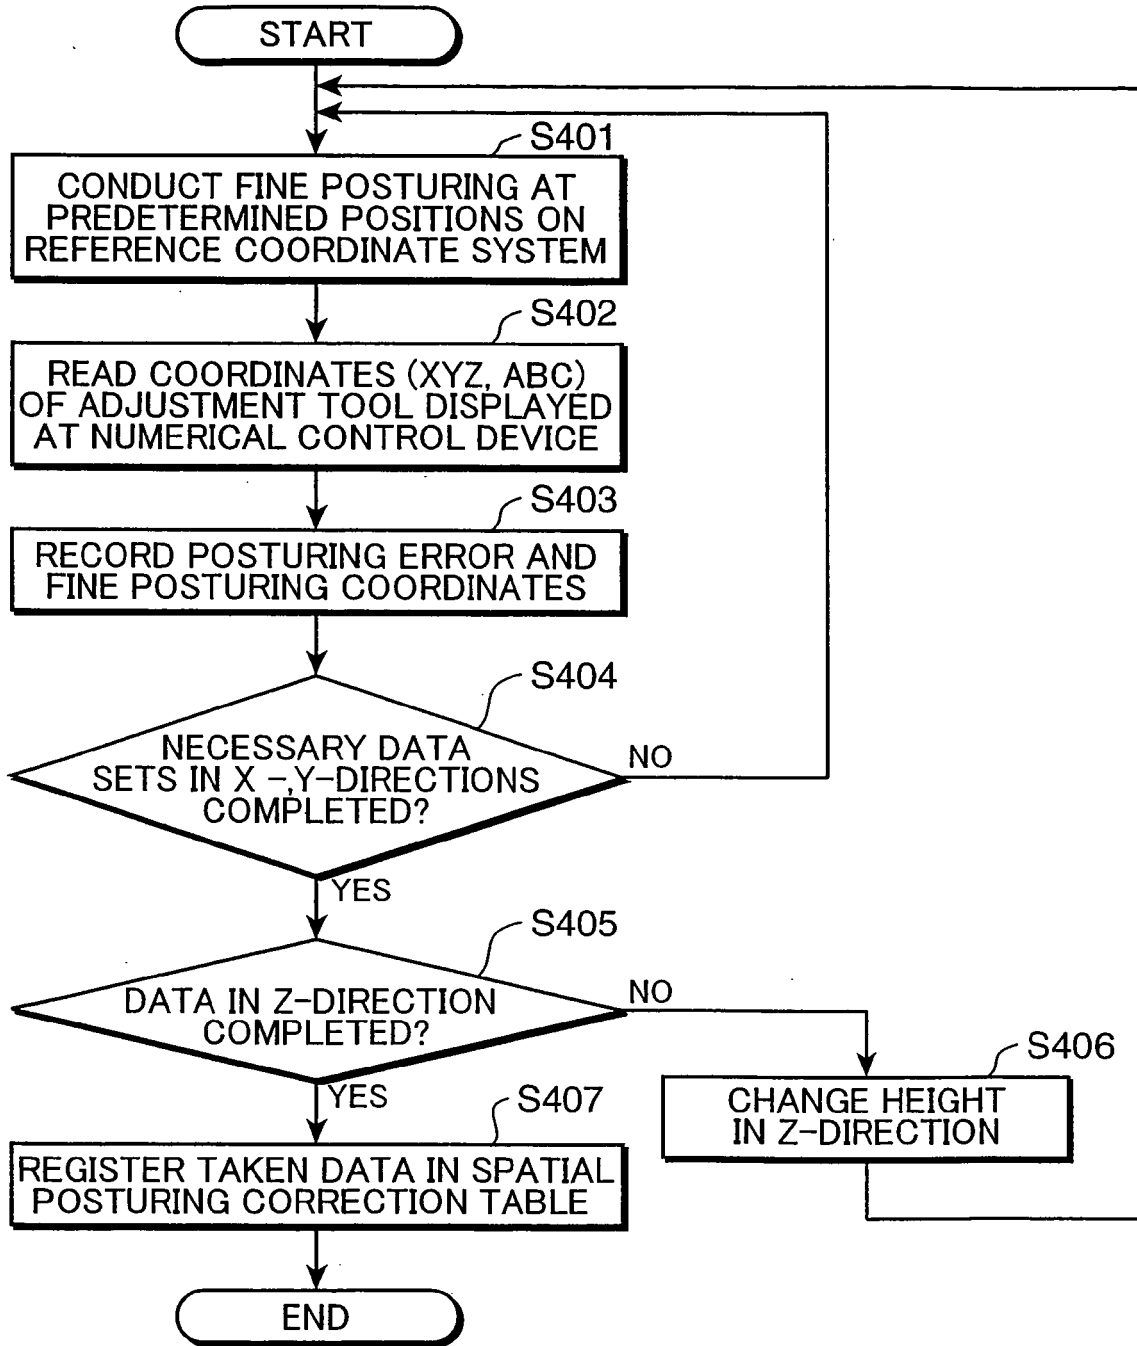 START
S401
CONDUCT FINE POSTURING AT
PREDETERMINED POSITIONS ON
REFERENCE COORDINATE SYSTEM
S402
READ COORDINATES (XYZ, ABC)
OF ADJUSTMENT TOOL DISPLAYED
AT NUMERICAL CONTROL DEVICE
S403
RECORD POSTURING ERROR AND
FINE POSTURING COORDINATES
S404
NECESSARY DATA
SETS IN X -,Y-DIRECTIONS
COMPLETED?
NO
YES
S405
DATA IN Z-DIRECTION
COMPLETED?
NO
YES
S406
CHANGE HEIGHT
IN Z-DIRECTION
S407
REGISTER TAKEN DATA IN SPATIAL
POSTURING CORRECTION TABLE
END